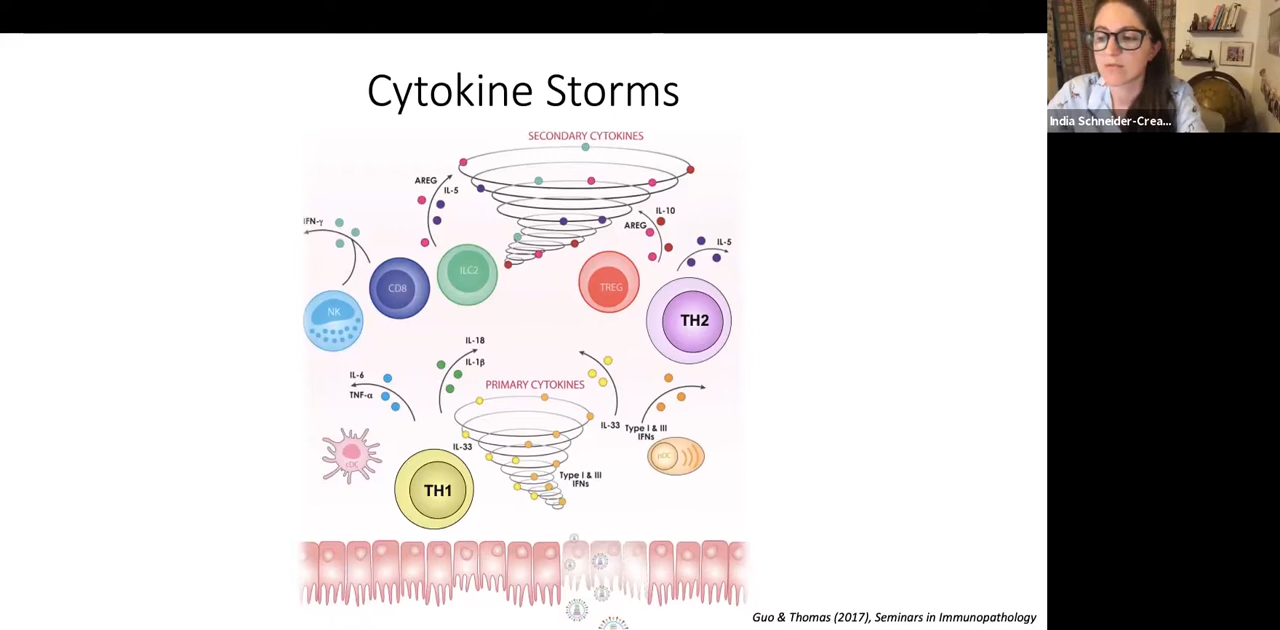 Cytokine Storms
India Schneider-Crea...
SECONDARY CYTOKINES
AREG
IL-5
IL-10
AREG
IFN-γ
IL-5
ILC2
CD8
TREG
NK
TH2
IL-18
IL-1β
IL-6
TNF-α
PRIMARY CYTOKINES
IL-33
Type I & III
IFNs
IL-33
cDC
pDC
Type I & III
IFNs
TH1
Guo & Thomas (2017), Seminars in Immunopathology